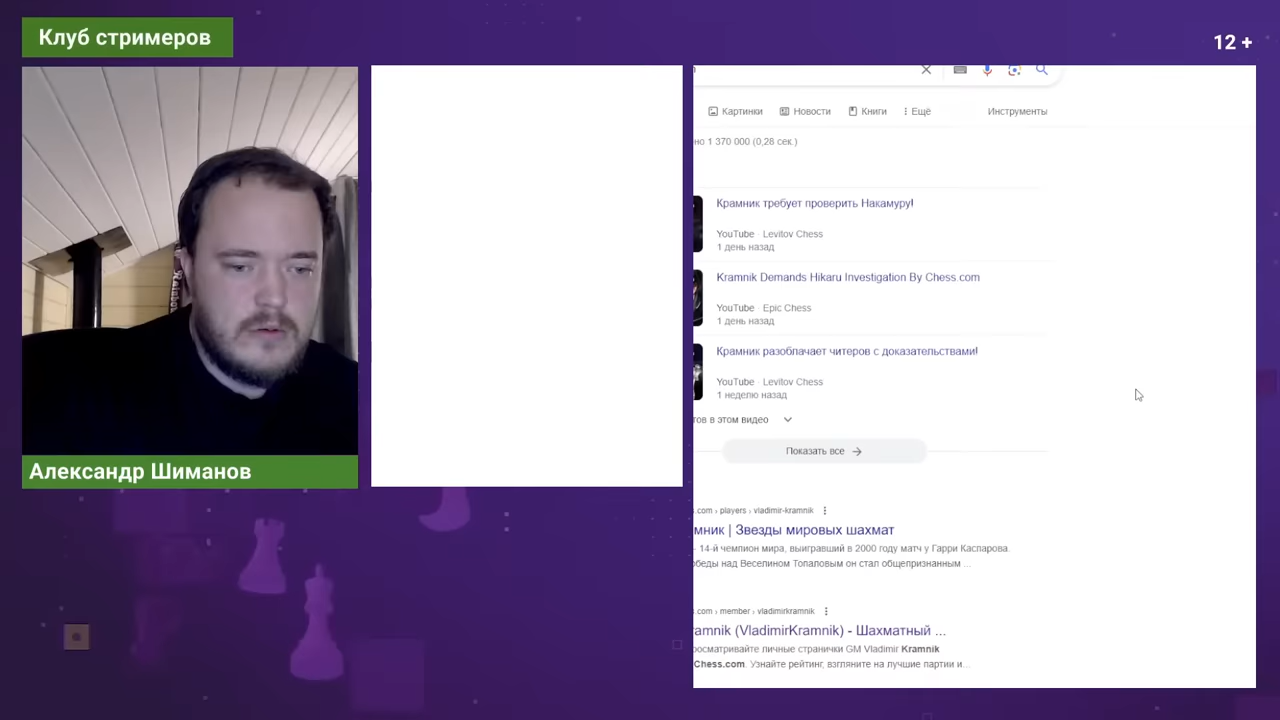 Клуб стримеров
12 +
Александр Шиманов
Картинки
Новости
Книги
Ещё
Инструменты
но 1 370 000 (0,28 сек.)
Крамник требует проверить Накамуру!
YouTube · Levitov Chess
1 день назад
Kramnik Demands Hikaru Investigation By Chess.com
YouTube · Epic Chess
1 день назад
Крамник разоблачает читеров с доказательствами!
YouTube · Levitov Chess
1 неделю назад
тов в этом видео
Показать все
.com › players › vladimir-kramnik
мник | Звезды мировых шахмат
- 14-й чемпион мира, выигравший в 2000 году матч у Гарри Каспарова.
обеды над Веселином Топаловым он стал общепризнанным ...
.com › member › vladimirkramnik
ramnik (VladimirKramnik) - Шахматный ...
росматривайте личные странички GM Vladimir Kramnik
Chess.com. Узнайте рейтинг, взгляните на лучшие партии и...